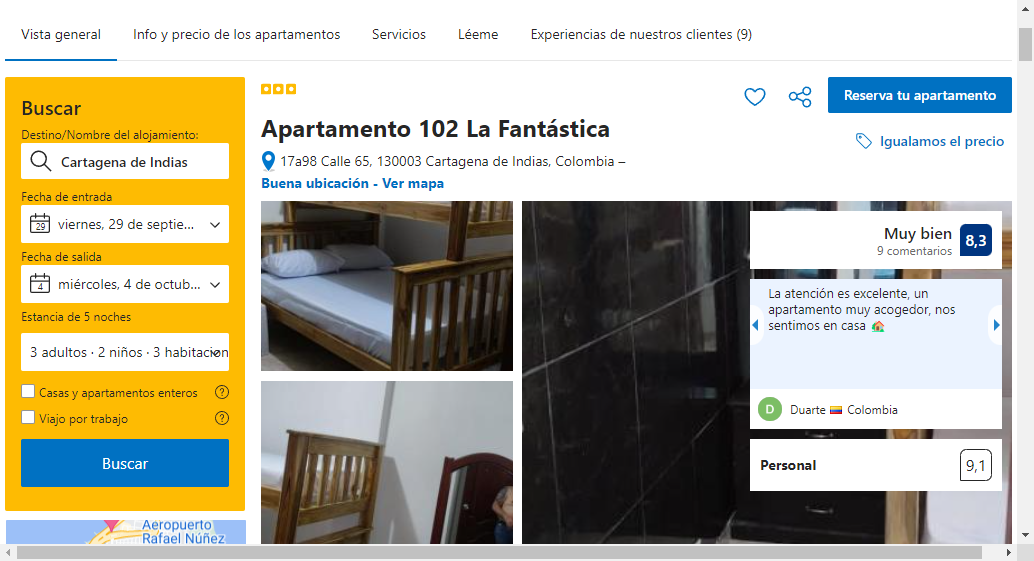 Vista general
Info y precio de los apartamentos
Servicios
Léeme
Experiencias de nuestros clientes (9)
Buscar
Destino/Nombre del alojamiento:
Cartagena de Indias
Fecha de entrada
29
viernes, 29 de septie...
Fecha de salida
4
miércoles, 4 de octub...
Estancia de 5 noches
3 adultos · 2 niños · 3 habitacion
Casas y apartamentos enteros
?
Viajo por trabajo
?
Buscar
Aeropuerto
Rafael Núñez
Reserva tu apartamento
Apartamento 102 La Fantástica
Igualamos el precio
17a98 Calle 65, 130003 Cartagena de Indias, Colombia –
Buena ubicación - Ver mapa
Muy bien
9 comentarios
8,3
La atención es excelente, un
apartamento muy acogedor, nos
sentimos en casa 🏠
D
Duarte 🇨🇴 Colombia
Personal
9,1